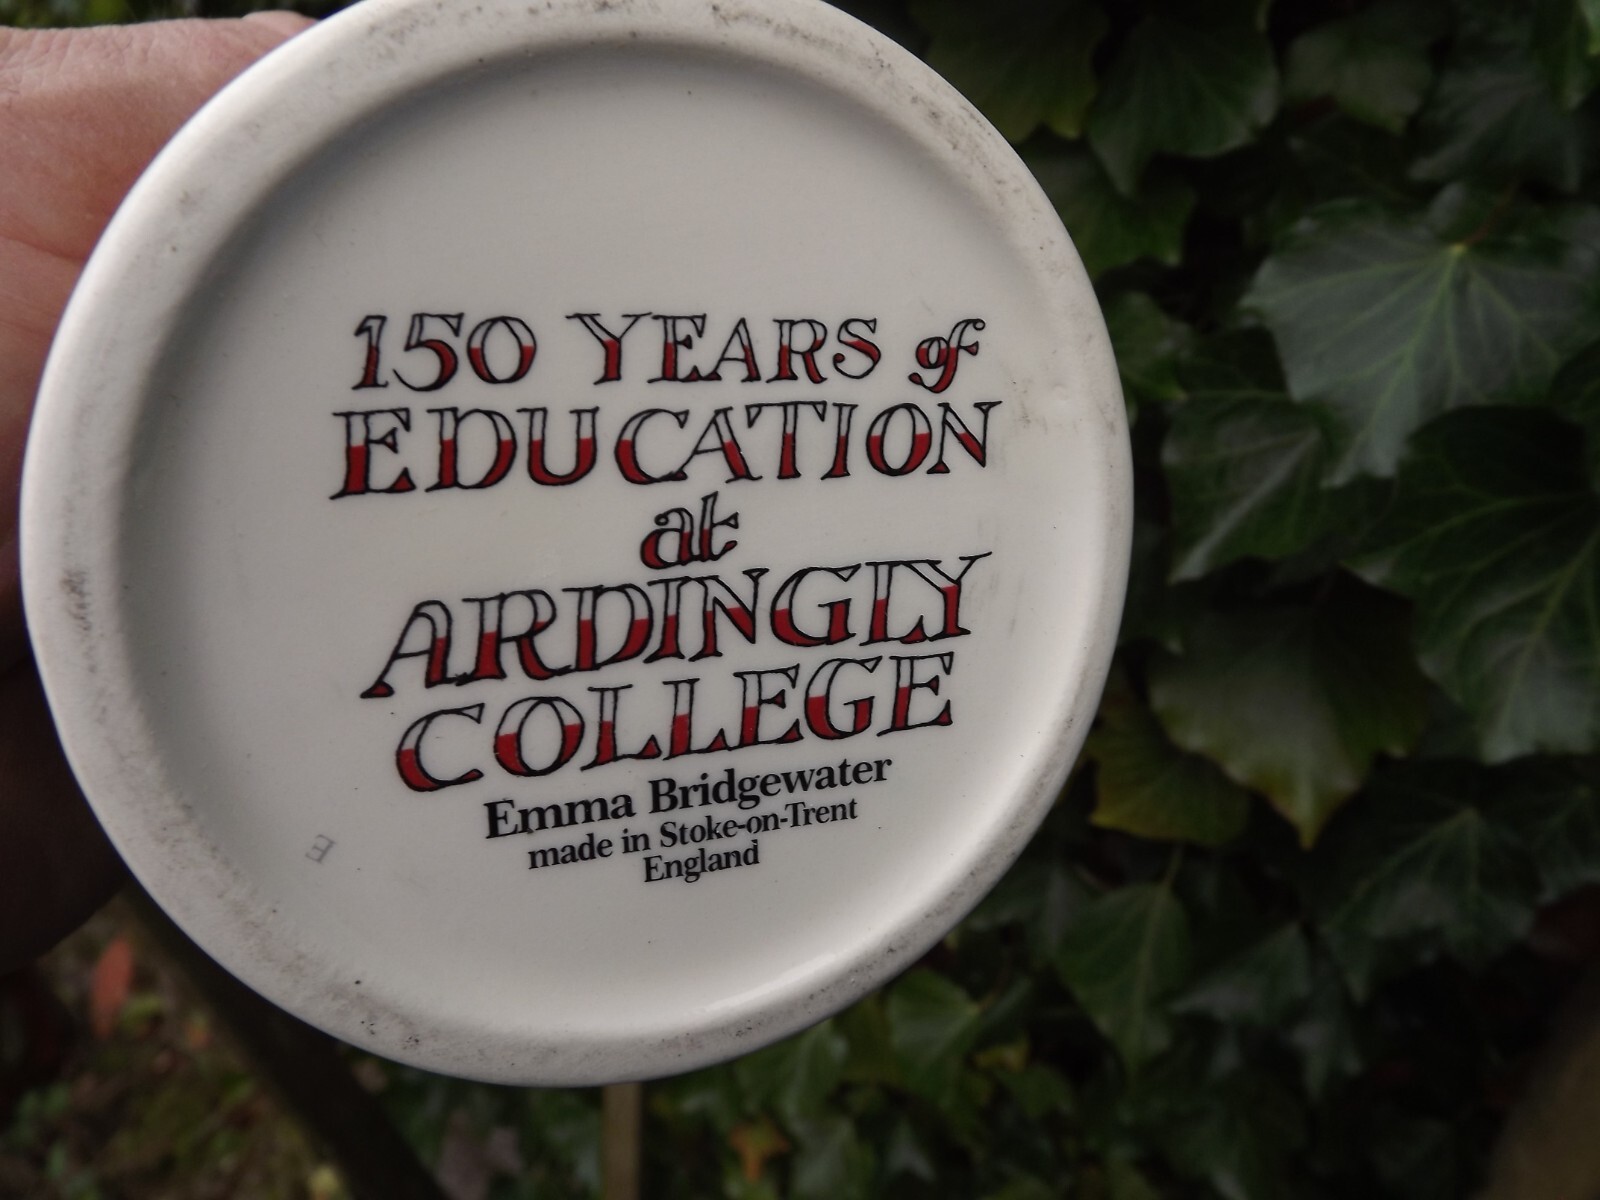 150 YEARS of
EDUCATION
at
ARDINGLY
COLLEGE
Emma Bridgewater
made in Stoke-on-Trent
England
E